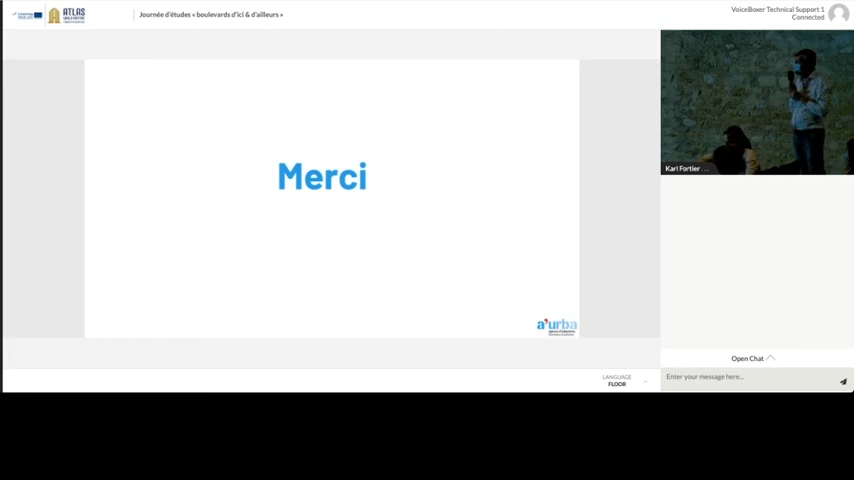 ATLAS
Journée d'études « boulevards d'ici & d'ailleurs »
VoiceBoxer Technical Support 1
Connected
Merci
Karl Fortier ...
a'urba
Open Chat
LANGUAGE
FLOOR
Enter your message here...